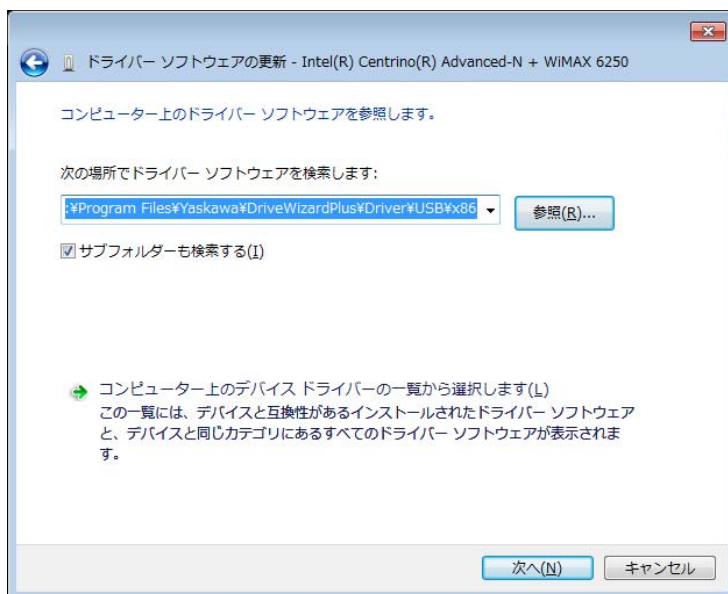 ドライバー ソフトウェアの更新 - Intel(R) Centrino(R) Advanced-N + WiMAX 6250
コンピューター上のドライバー ソフトウェアを参照します。
次の場所でドライバー ソフトウェアを検索します:
:¥Program Files¥Yaskawa¥DriveWizardPlus¥Driver¥USB¥x86
参照(R)...
サブフォルダーも検索する(I)
コンピューター上のデバイス ドライバーの一覧から選択します(L)
この一覧には、デバイスと互換性があるインストールされたドライバー ソフトウェア
と、デバイスと同じカテゴリにあるすべてのドライバー ソフトウェアが表示されま
す。
次へ(N)
キャンセル